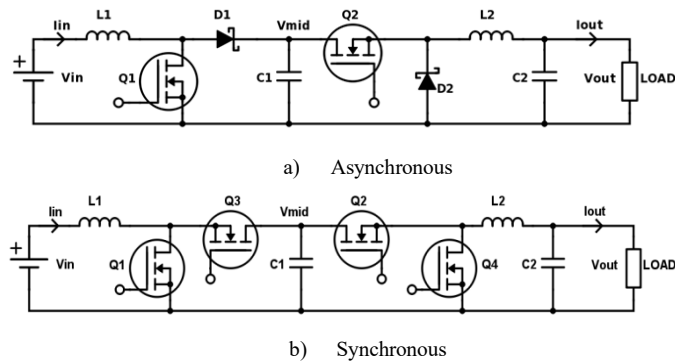 L1 D1 Q2 L2
Iin Vmid Iout
Vin Q1 C1 D2 C2 Vout LOAD
a) Asynchronous
L1 Q3 Q2 L2
Iin Vmid Iout
Vin Q1 C1 Q4 C2 Vout LOAD
b) Synchronous